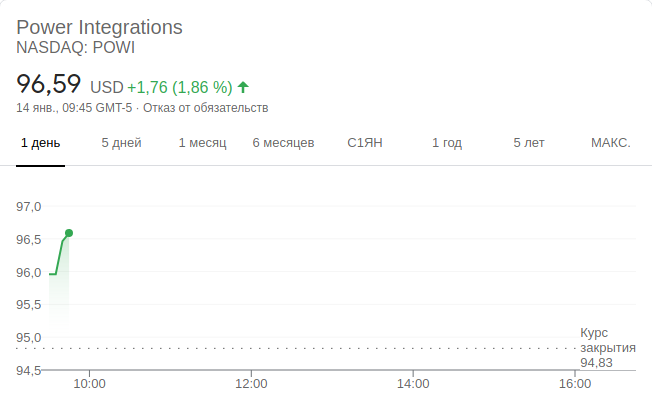 Power Integrations
NASDAQ: POWI
96,59 USD +1,76 (1,86 %)
14 янв., 09:45 GMT-5 · Отказ от обязательств
1 день 5 дней 1 месяц 6 месяцев С1ЯН 1 год 5 лет МАКС.
97,0
96,5
96,0
95,5
95,0
94,5
Курс
закрытия
94,83
10:00 12:00 14:00 16:00